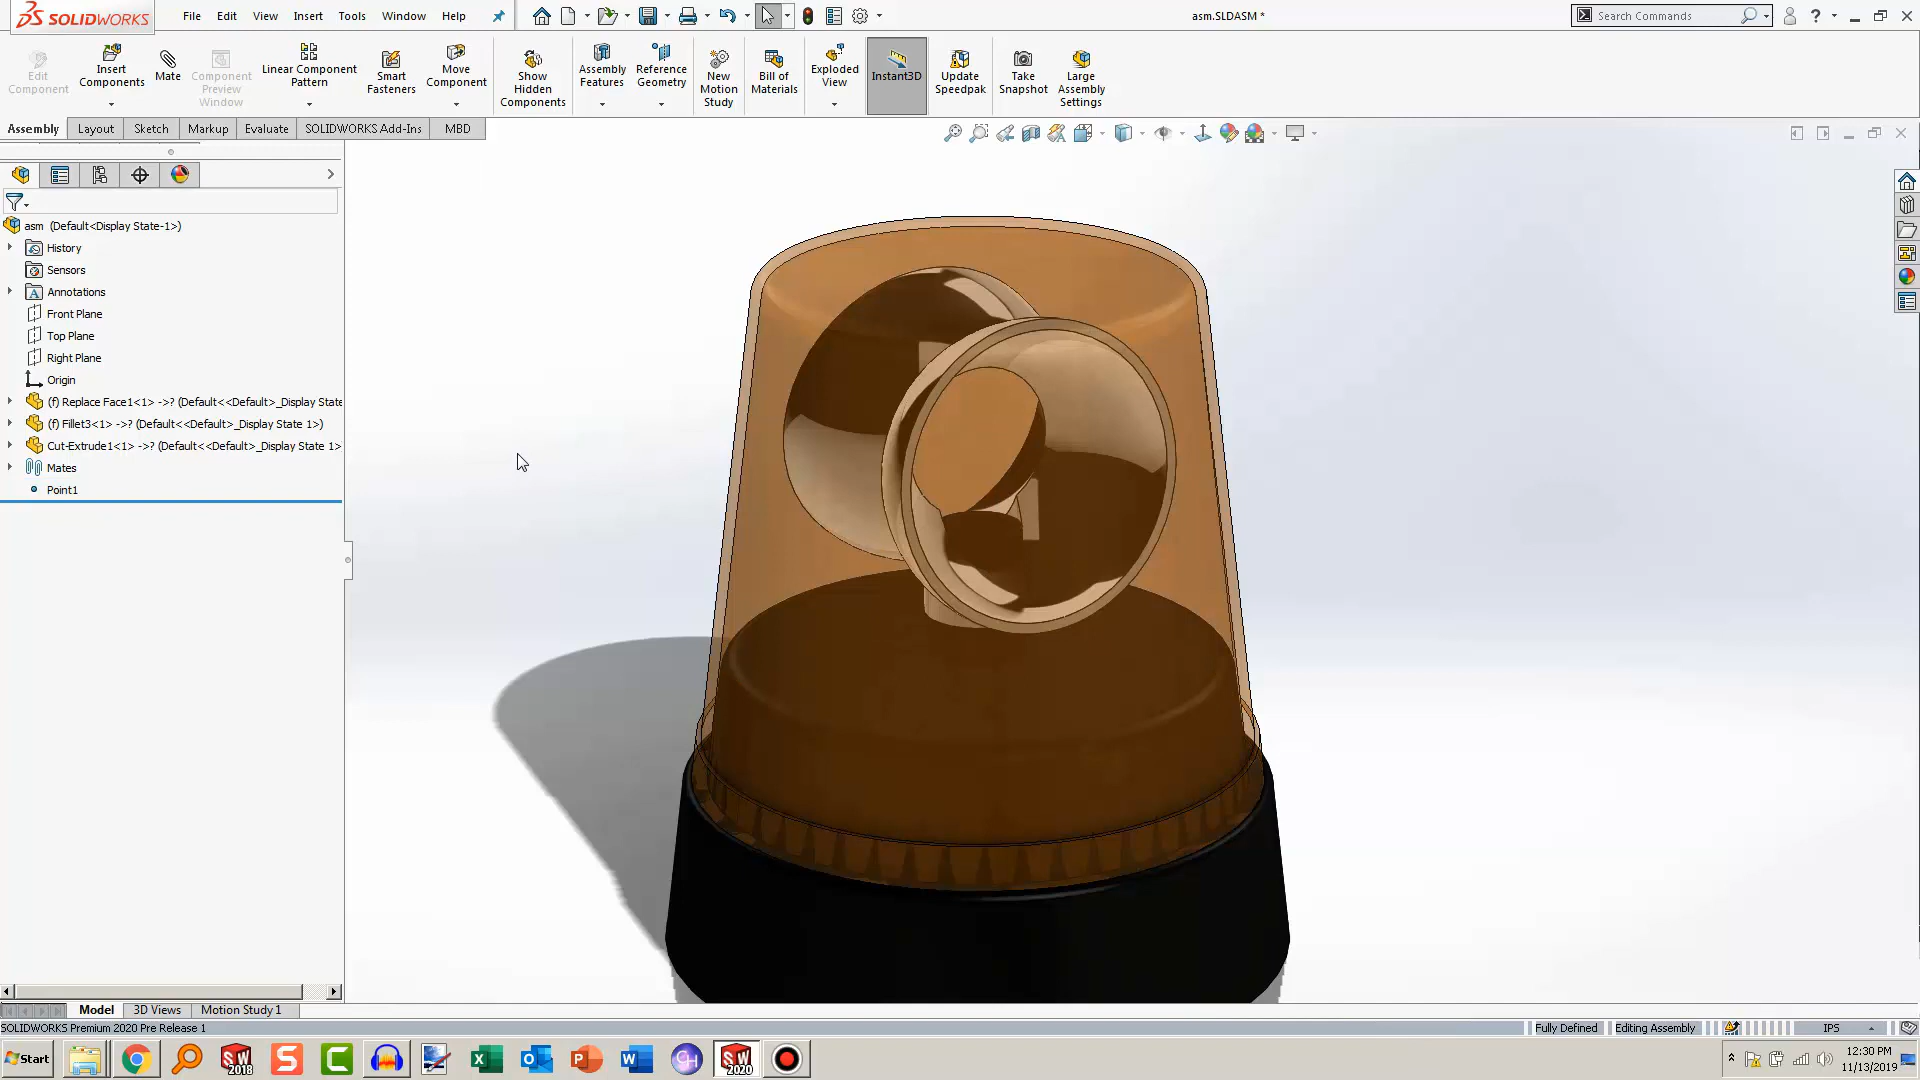 SOLIDWORKS
File Edit View Insert Tools Window Help
asm.SLDASM *
Search Commands
Edit Component
Insert Components
Mate
Component Preview Window
Linear Component Pattern
Smart Fasteners
Move Component
Show Hidden Components
Assembly Features
Reference Geometry
New Motion Study
Bill of Materials
Exploded View
Instant3D
Update Speedpak
Take Snapshot
Large Assembly Settings
Assembly Layout Sketch Markup Evaluate SOLIDWORKS Add-Ins MBD
asm (Default<Display State-1>)
History
Sensors
Annotations
Front Plane
Top Plane
Right Plane
Origin
(f) Replace Face1<1> ->? (Default<<Default>_Display State
(f) Fillet3<1> ->? (Default<<Default>_Display State 1>)
Cut-Extrude1<1> ->? (Default<<Default>_Display State 1>
Mates
Point1
Model 3D Views Motion Study 1
SOLIDWORKS Premium 2020 Pre Release 1
Fully Defined Editing Assembly IPS
Start
SW 2018
SW 2020
12:30 PM
11/13/2019